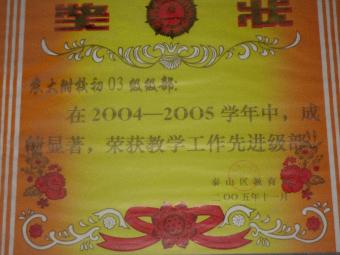 奖状
农大附校初03级级部:
在2004—2005学年中，成
绩显著，荣获教学工作先进级部。
泰山区教育
二〇〇五年十一月